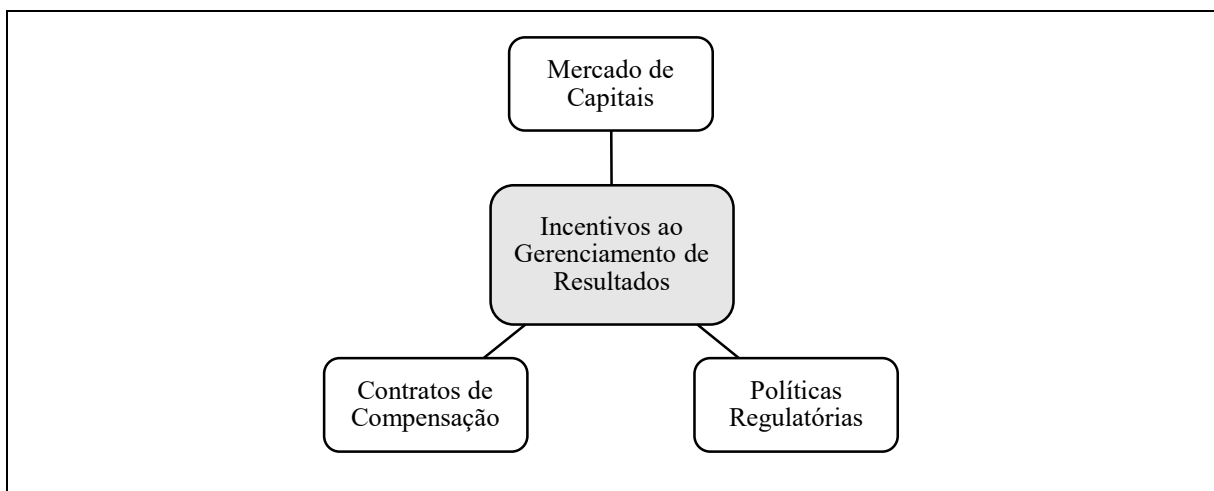 Mercado de
Capitais
Incentivos ao
Gerenciamento de
Resultados
Contratos de
Compensação
Políticas
Regulatórias